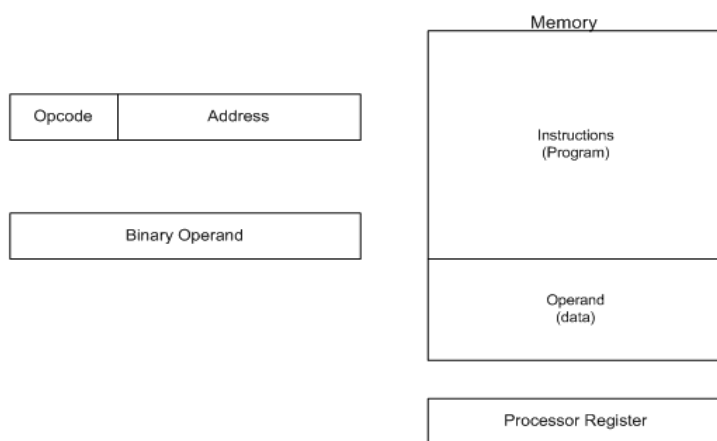 Memory
Opcode
Address
Instructions
(Program)
Binary Operand
Operand
(data)
Processor Register